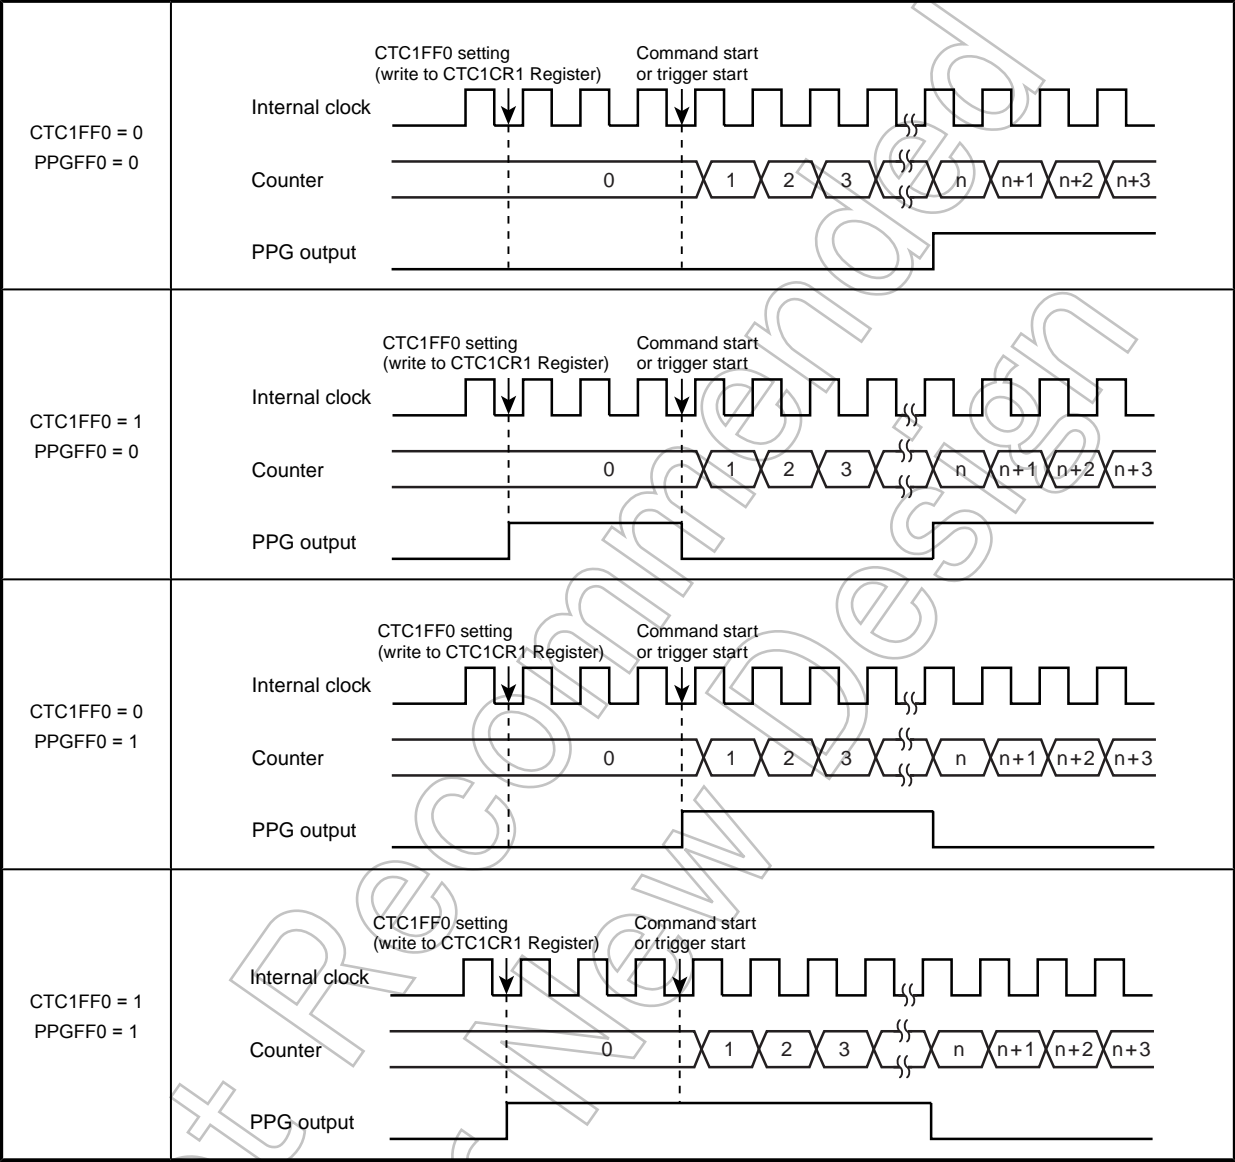 CTC1FF0 = 0
PPGFF0 = 0
CTC1FF0 setting
(write to CTC1CR1 Register)
Command start
or trigger start
Internal clock
Counter
0 1 2 3 n n+1 n+2 n+3
PPG output
CTC1FF0 = 1
PPGFF0 = 0
CTC1FF0 setting
(write to CTC1CR1 Register)
Command start
or trigger start
Internal clock
Counter
0 1 2 3 n n+1 n+2 n+3
PPG output
CTC1FF0 = 0
PPGFF0 = 1
CTC1FF0 setting
(write to CTC1CR1 Register)
Command start
or trigger start
Internal clock
Counter
0 1 2 3 n n+1 n+2 n+3
PPG output
CTC1FF0 = 1
PPGFF0 = 1
CTC1FF0 setting
(write to CTC1CR1 Register)
Command start
or trigger start
Internal clock
Counter
0 1 2 3 n n+1 n+2 n+3
PPG output
Recommended
New Design